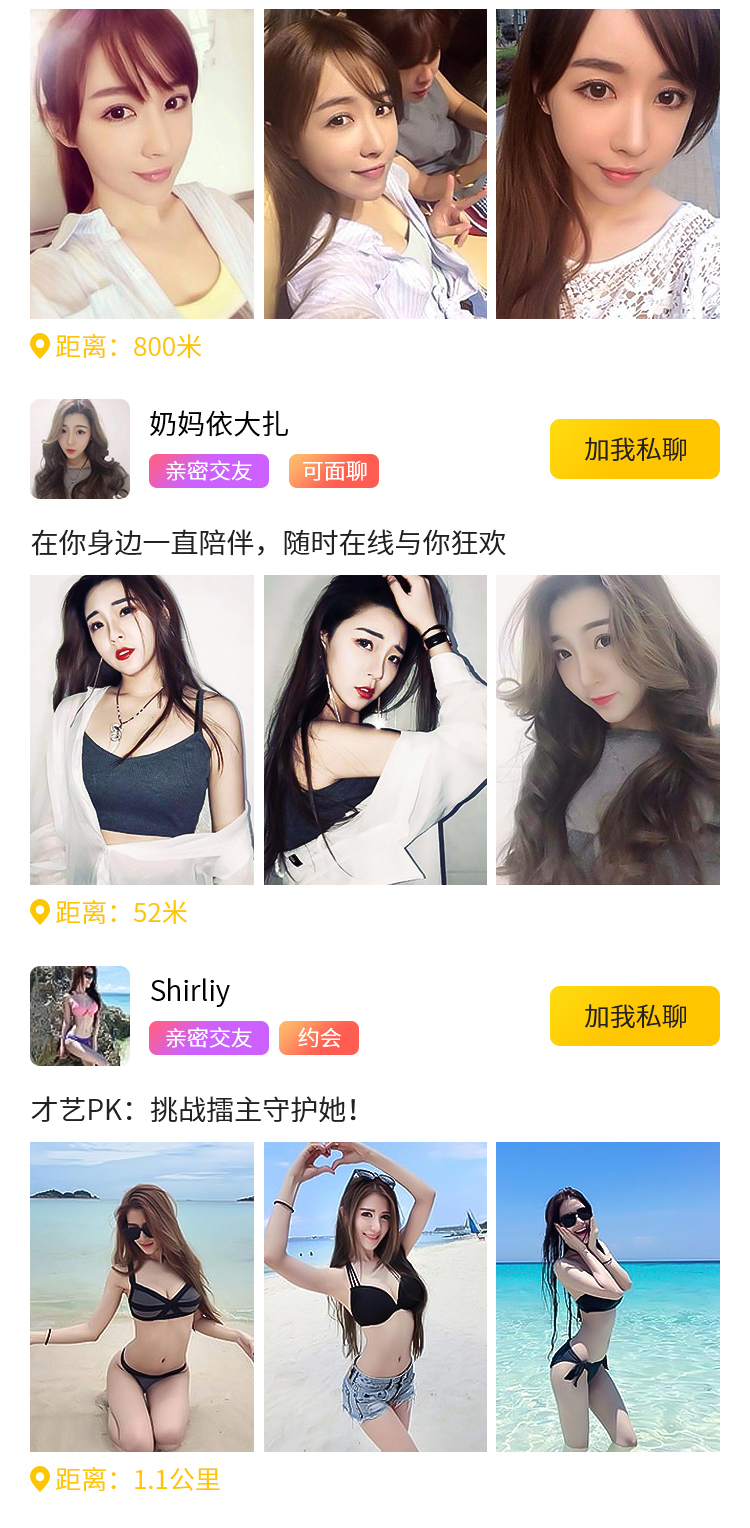 距离：800米
奶妈依大扎
亲密交友 可面聊
加我私聊
在你身边一直陪伴，随时在线与你狂欢
距离：52米
Shirliy
亲密交友 约会
加我私聊
才艺PK：挑战擂主守护她！
距离：1.1公里